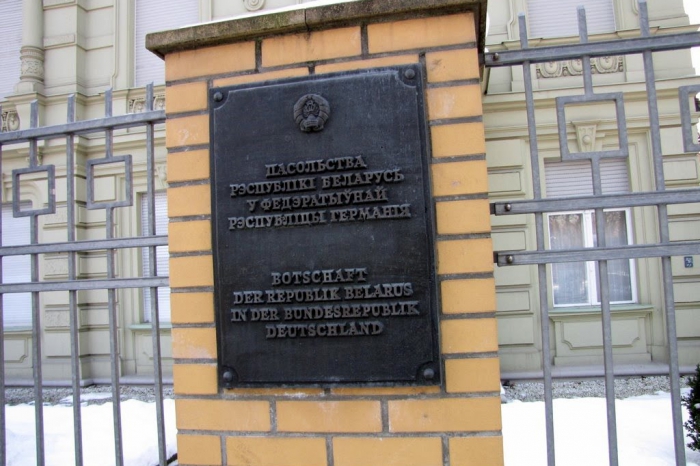 ПАСОЛЬСТВА
РЭСПУБЛІКІ БЕЛАРУСЬ
У ФЕДЭРАТЫЎНАЙ
РЭСПУБЛІЦЫ ГЕРМАНІЯ
BOTSCHAFT
DER REPUBLIK BELARUS
IN DER BUNDESREPUBLIK
DEUTSCHLAND